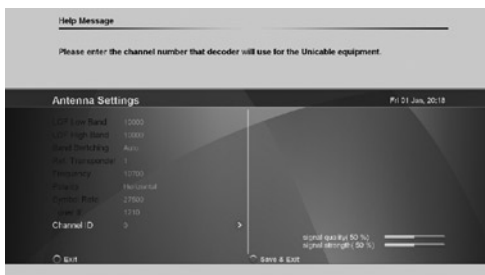 Help Message
Please enter the channel number that decoder will use for the Unicable equipment.
Antenna Settings
Fri 01 Jan, 20:18
LOF Low Band
LOF High Band
Band Switching Auto
Ref. Transponder 1
Frequency 10700
Polarity Horizontal
Symbol Rate 27500
1210
Channel ID 0 >
signal quality( 50 %)
signal strength( 50 %)
Exit
Save & Exit